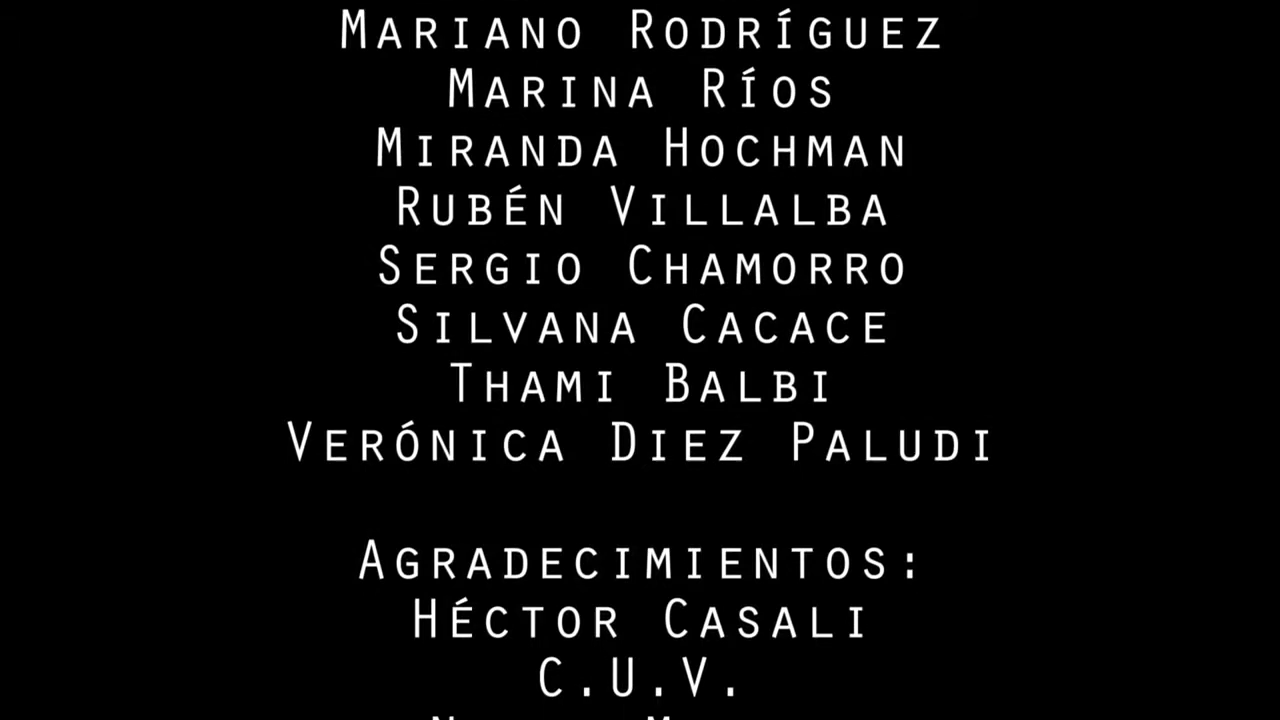 MARIANO RODRÍGUEZ
MARINA RÍOS
MIRANDA HOCHMAN
RUBÉN VILLALBA
SERGIO CHAMORRO
SILVANA CACACE
THAMI BALBI
VERÓNICA DIEZ PALUDI
AGRADECIMIENTOS:
HÉCTOR CASALI
C.U.V.